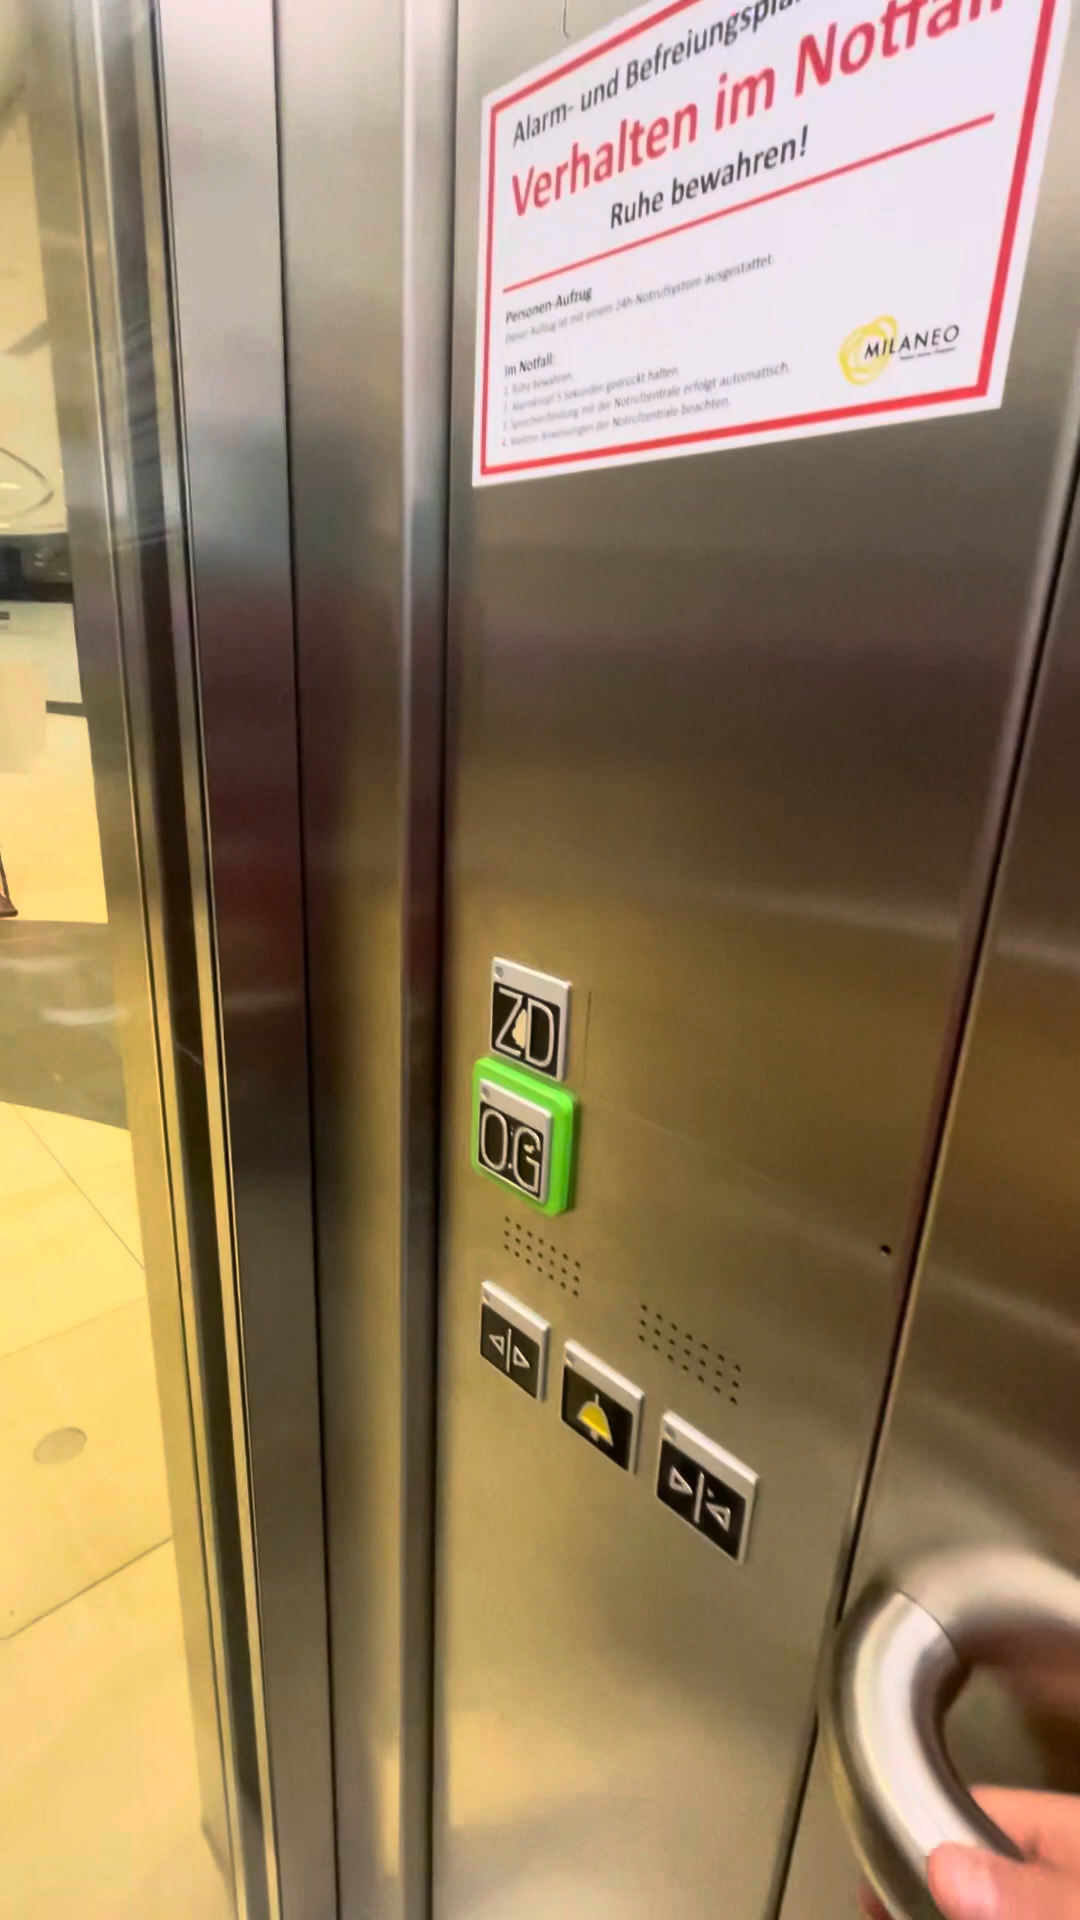 Alarm- und Befreiungspla
Verhalten im Notfall
Ruhe bewahren!
Personen-Aufzug
Dieser Aufzug ist mit einem 24h-Notrufsystem ausgestattet.
Im Notfall:
1. Ruhe bewahren.
2. Alarmknopf 5 Sekunden gedrückt halten.
3. Sprechverbindung mit der Notrufzentrale erfolgt automatisch.
4. Weitere Anweisungen der Notrufzentrale beachten.
MILANEO
ZD
OG